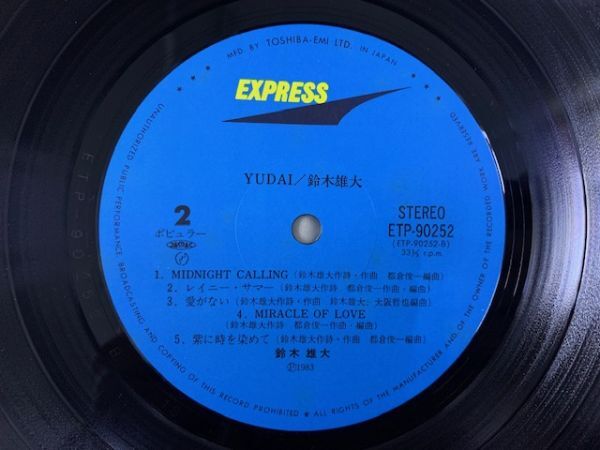 MFD. BY TOSHIBA-EMI LTD. IN JAPAN
EXPRESS
YUDAI/鈴木雄大
2
ポピュラー
JASRAC
STEREO
ETP-90252
(ETP-90252-B)
33⅓ r.p.m.
1. MIDNIGHT CALLING (鈴木雄大作詩・作曲 都倉俊一編曲)
2. レイニー・サマー (鈴木雄大作詩・作曲 都倉俊一編曲)
3. 愛がない (鈴木雄大作詩・作曲 鈴木雄大、大阪哲也編曲)
4. MIRACLE OF LOVE
(鈴木雄大作詩 都倉俊一作曲・編曲)
5. 紫に時を染めて (鈴木雄大作詩・作曲 都倉俊一編曲)
鈴木 雄大
Ⓟ1983
UNAUTHORIZED PUBLIC PERFORMANCE, BROADCASTING AND COPYING OF THIS RECORD PROHIBITED ● ALL RIGHTS OF THE MANUFACTURER AND OF THE OWNER OF THE RECORDED WORK ARE RESERVED